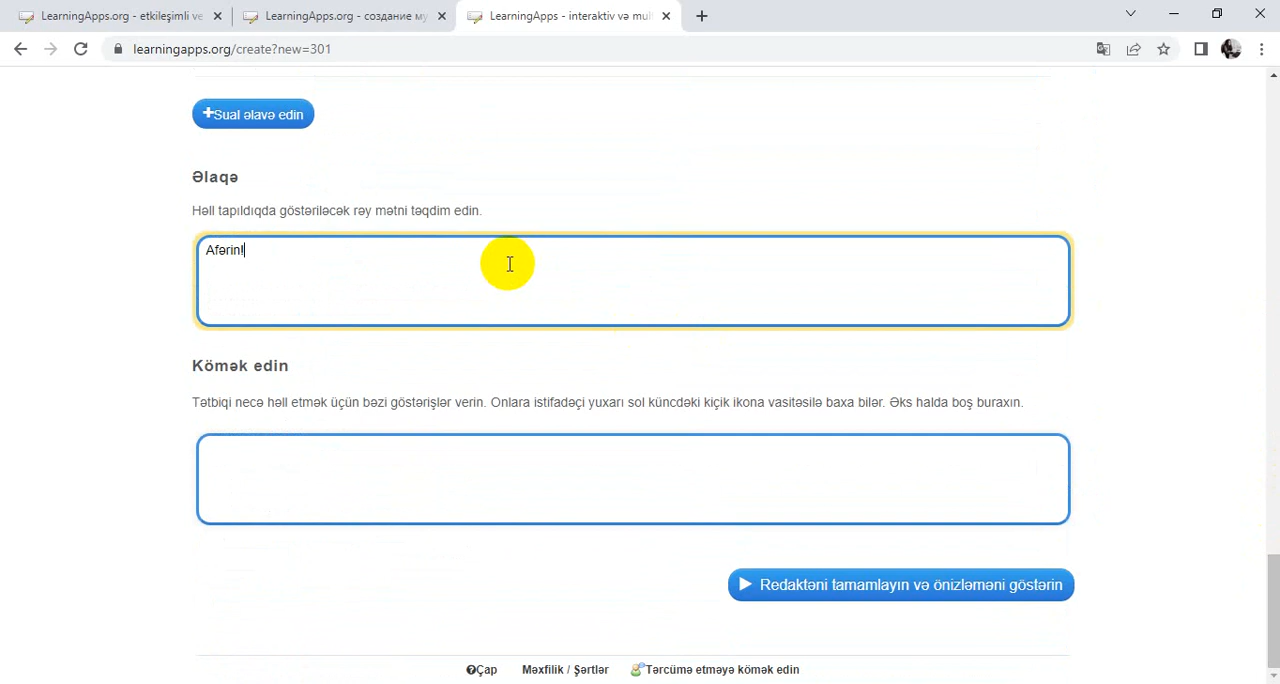 LearningApps.org - etkileşimli ve
LearningApps.org - создание му
LearningApps - interaktiv və mul
learningapps.org/create?new=301
Sual əlavə edin
Əlaqə
Həll tapıldıqda göstəriləcək rəy mətni təqdim edin.
Afərin!
Kömək edin
Tətbiqi necə həll etmək üçün bəzi göstərişlər verin. Onlara istifadəçi yuxarı sol küncdəki kiçik ikona vasitəsilə baxa bilər. Əks halda boş buraxın.
Redaktəni tamamlayın və önizləməni göstərin
Çap Məxfilik / Şərtlər Tərcümə etməyə kömək edin